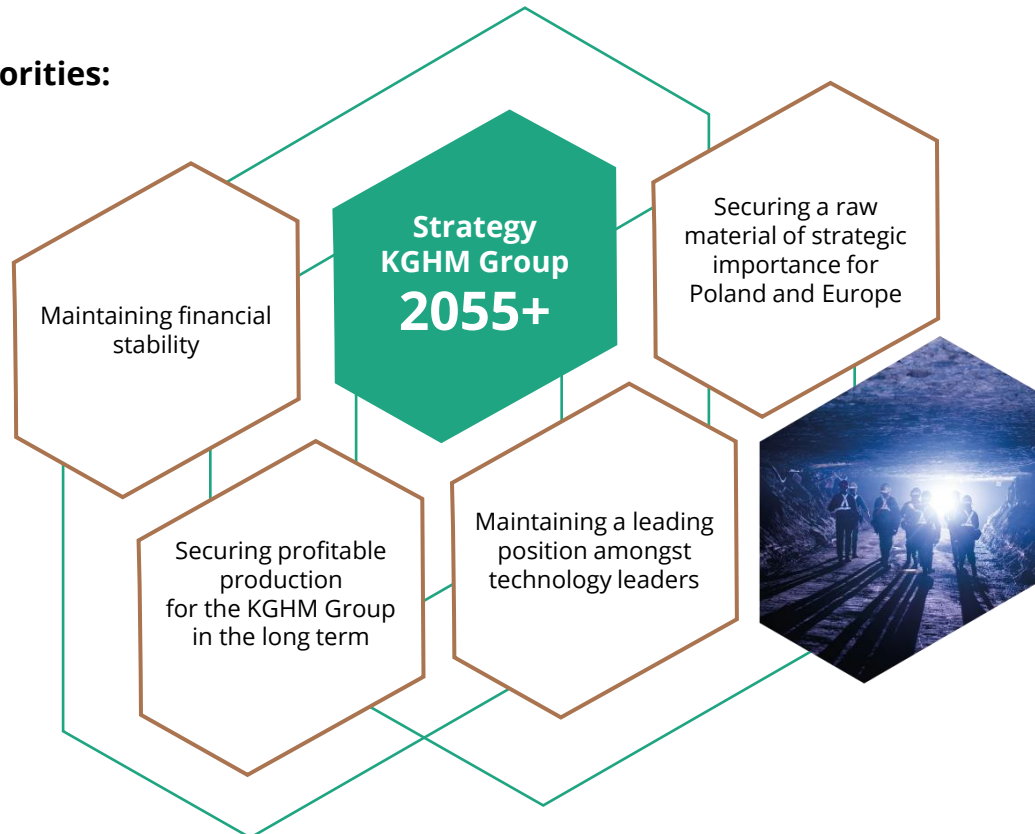 orities:
Strategy
KGHM Group
2055+
Securing a raw
material of strategic
importance for
Poland and Europe
Maintaining financial
stability
Maintaining a leading
position amongst
technology leaders
Securing profitable
production
for the KGHM Group
in the long term